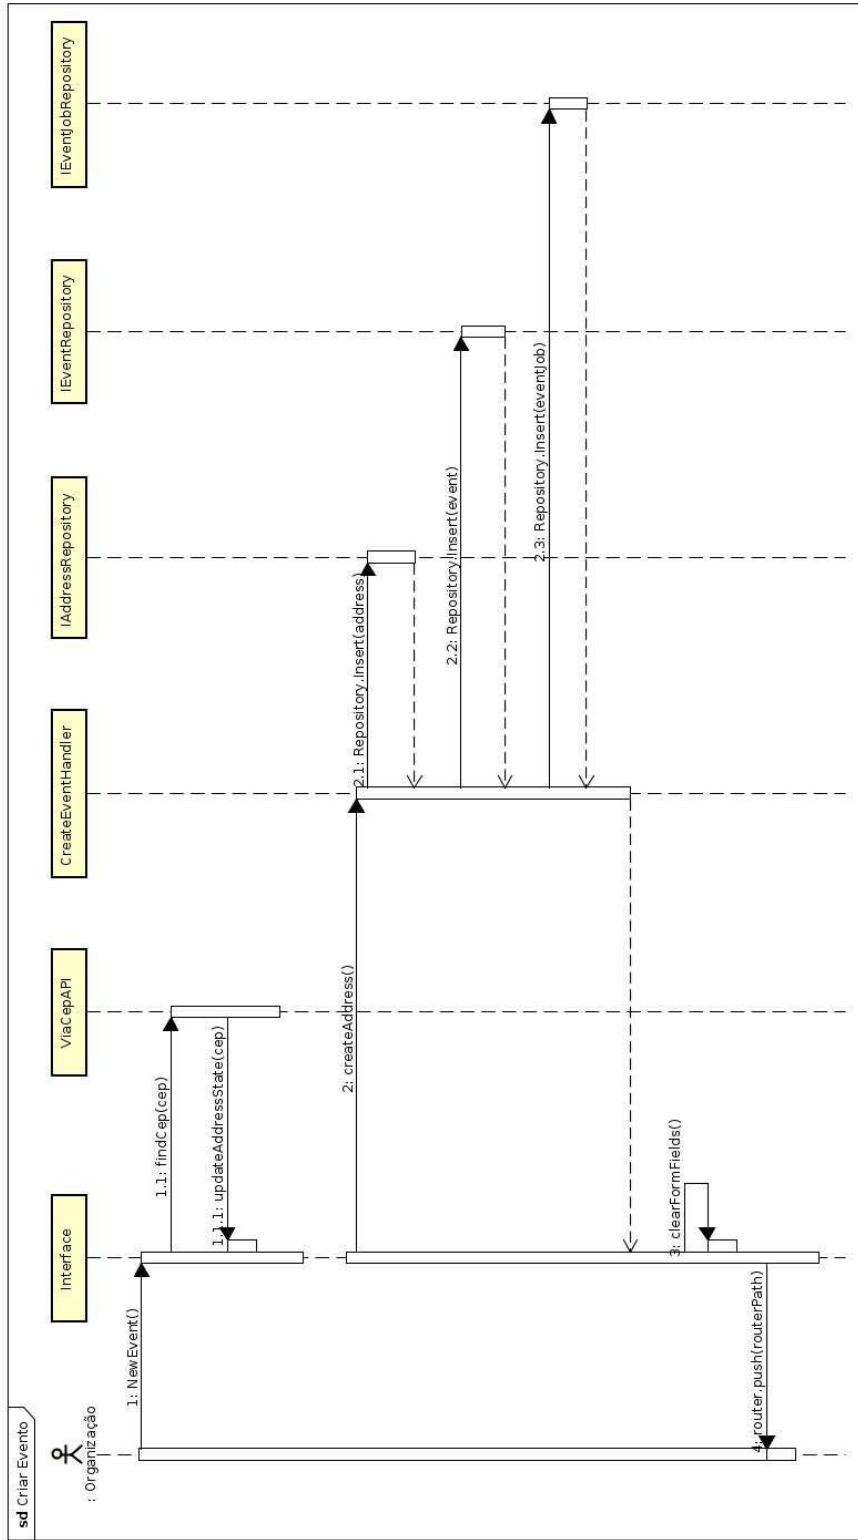 sd Criar Evento
: Organização
Interface
ViaCepAPI
CreateEventHandler
IAddressRepository
IEventRepository
IEventJobRepository
1: NewEvent()
1.1: findCep(cep)
1.1.1: updateAddressState(cep)
2: createAddress()
2.1: Repository.Insert(address)
2.2: Repository.Insert(event)
2.3: Repository.Insert(eventJob)
3: clearFormFields()
4: router.push(routerPath)